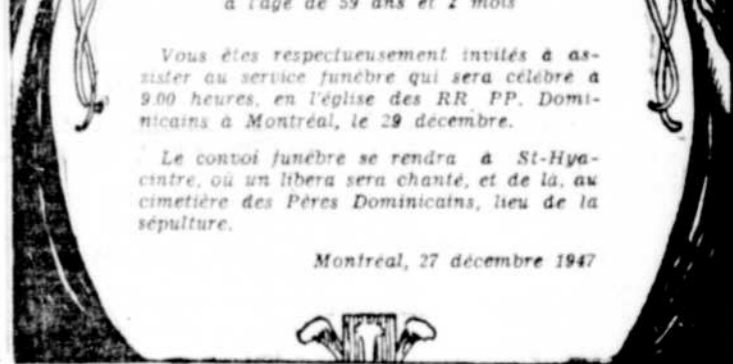 à l'âge de 59 ans et 2 mois
Vous êtes respectueusement invités à as-
sister au service funèbre qui sera célébré à
9.00 heures, en l'église des RR. PP. Domi-
nicains à Montréal, le 29 décembre.
Le convoi funèbre se rendra à St-Hya-
cintre, où un libera sera chanté, et de là, au
cimetière des Pères Dominicains, lieu de la
sépulture.
Montréal, 27 décembre 1947